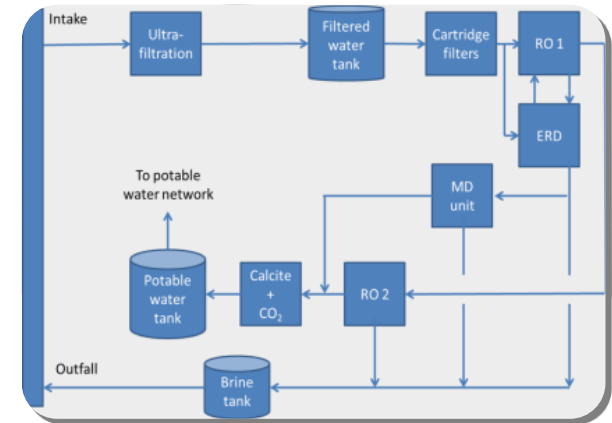 Intake
Ultra-
filtration
Filtered
water
tank
Cartridge
filters
RO 1
ERD
To potable
water network
MD
unit
Potable
water
tank
Calcite
+
CO₂
RO 2
Outfall
Brine
tank